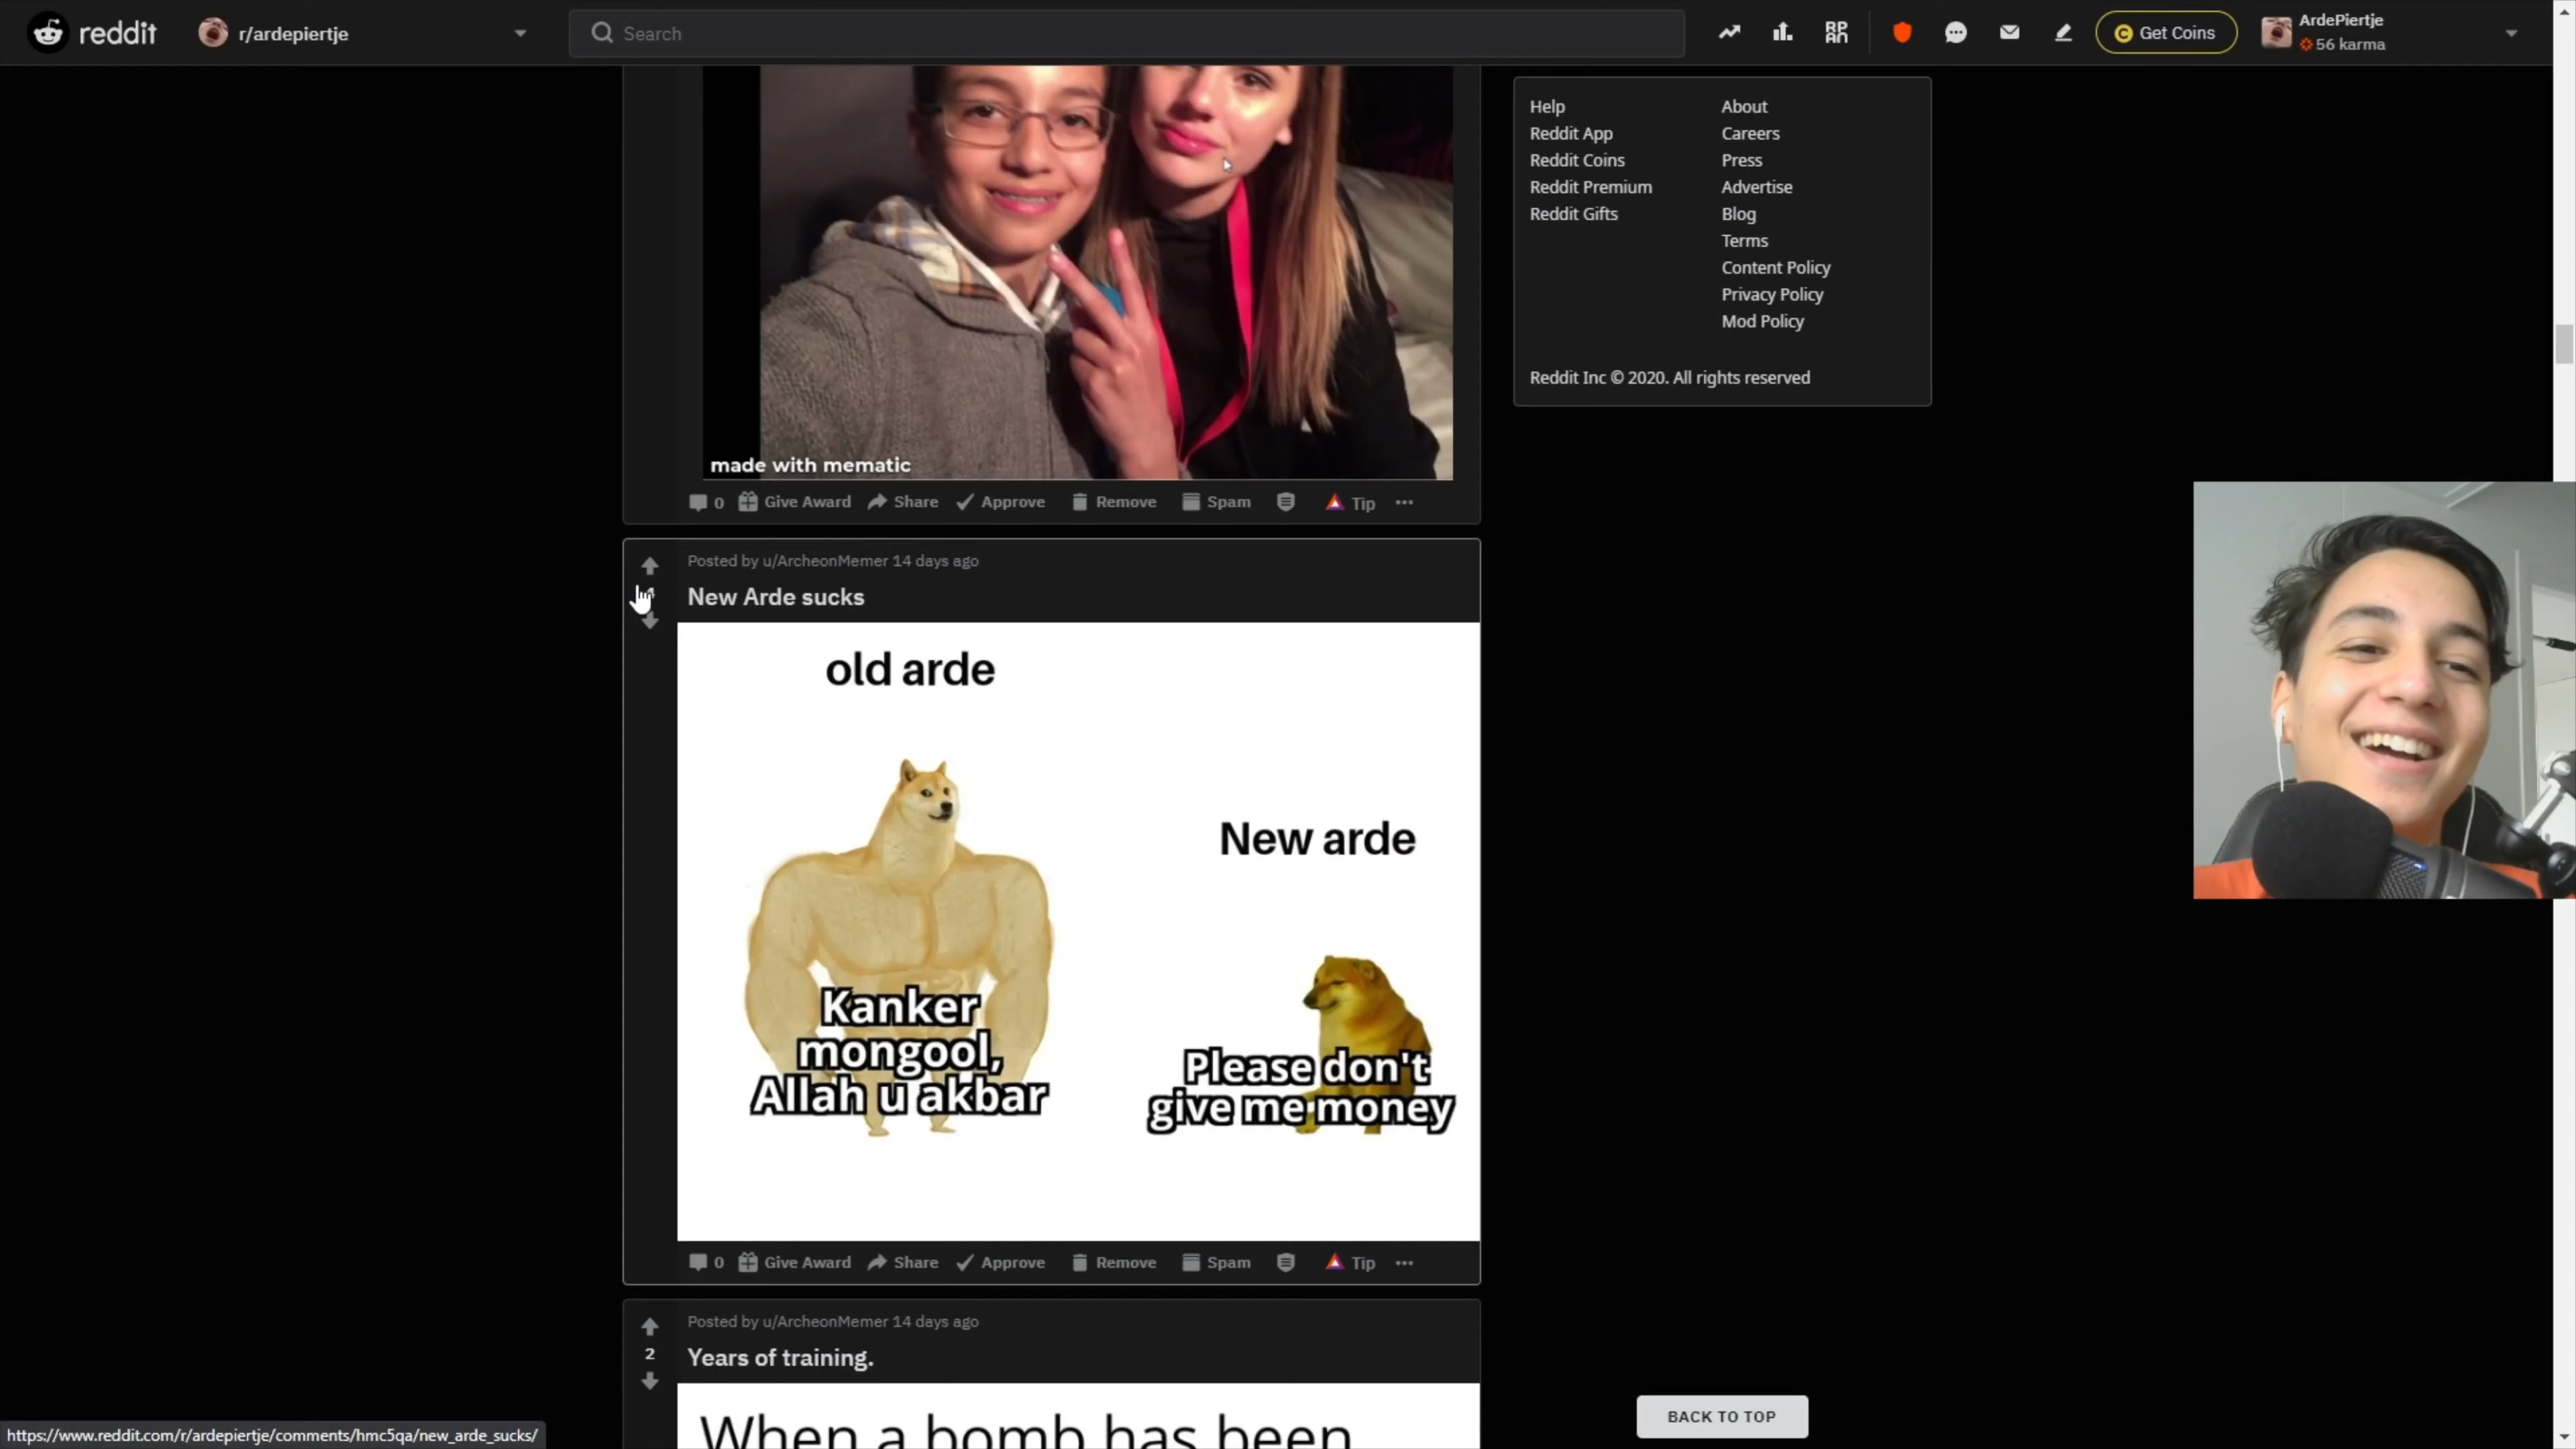 reddit
r/ardepiertje
Search
Get Coins
ArdePiertje
56 karma
made with mematic
0 Give Award Share Approve Remove Spam Tip
Help
Reddit App
Reddit Coins
Reddit Premium
Reddit Gifts
About
Careers
Press
Advertise
Blog
Terms
Content Policy
Privacy Policy
Mod Policy
Reddit Inc © 2020. All rights reserved
Posted by u/ArcheonMemer 14 days ago
New Arde sucks
old arde
New arde
Kanker
mongool,
Allah u akbar
Please don't
give me money
0 Give Award Share Approve Remove Spam Tip
Posted by u/ArcheonMemer 14 days ago
2
Years of training.
When a bomb has been
BACK TO TOP
https://www.reddit.com/r/ardepiertje/comments/hmc5qa/new_arde_sucks/